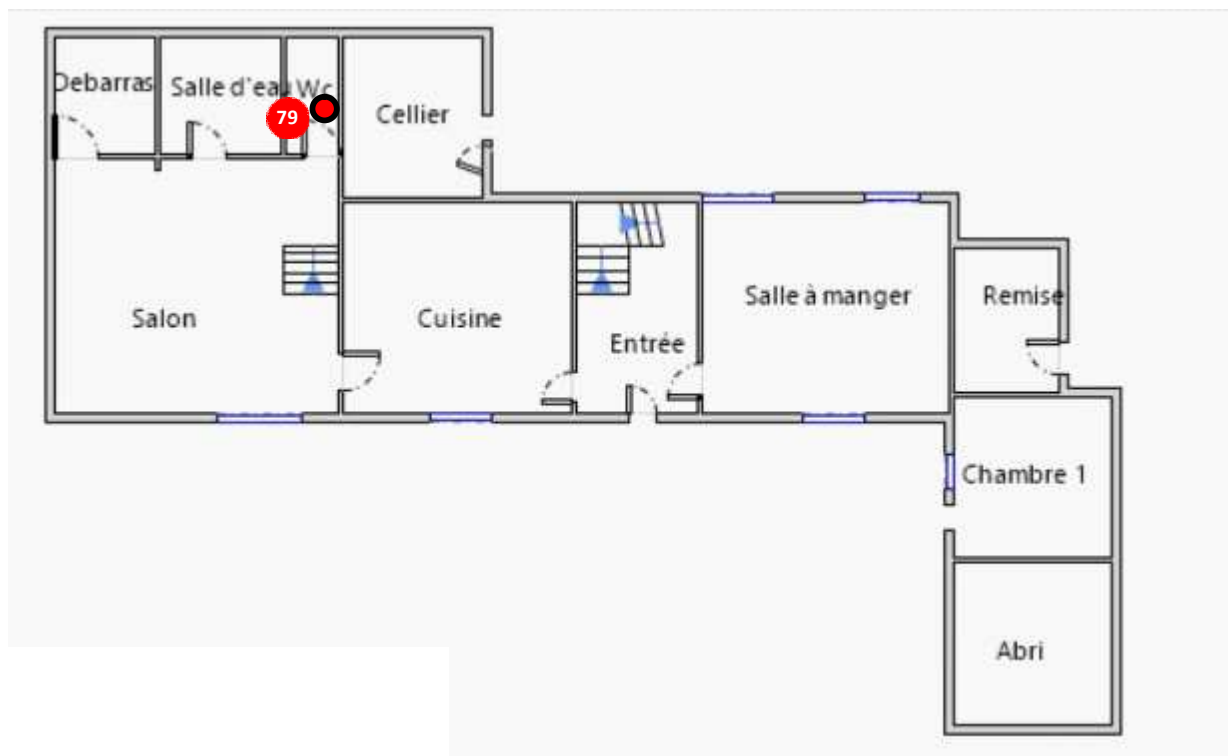 Debarras
Salle d'eau
Wc
79
Cellier
Salon
Cuisine
Entrée
Salle à manger
Remise
Chambre 1
Abri